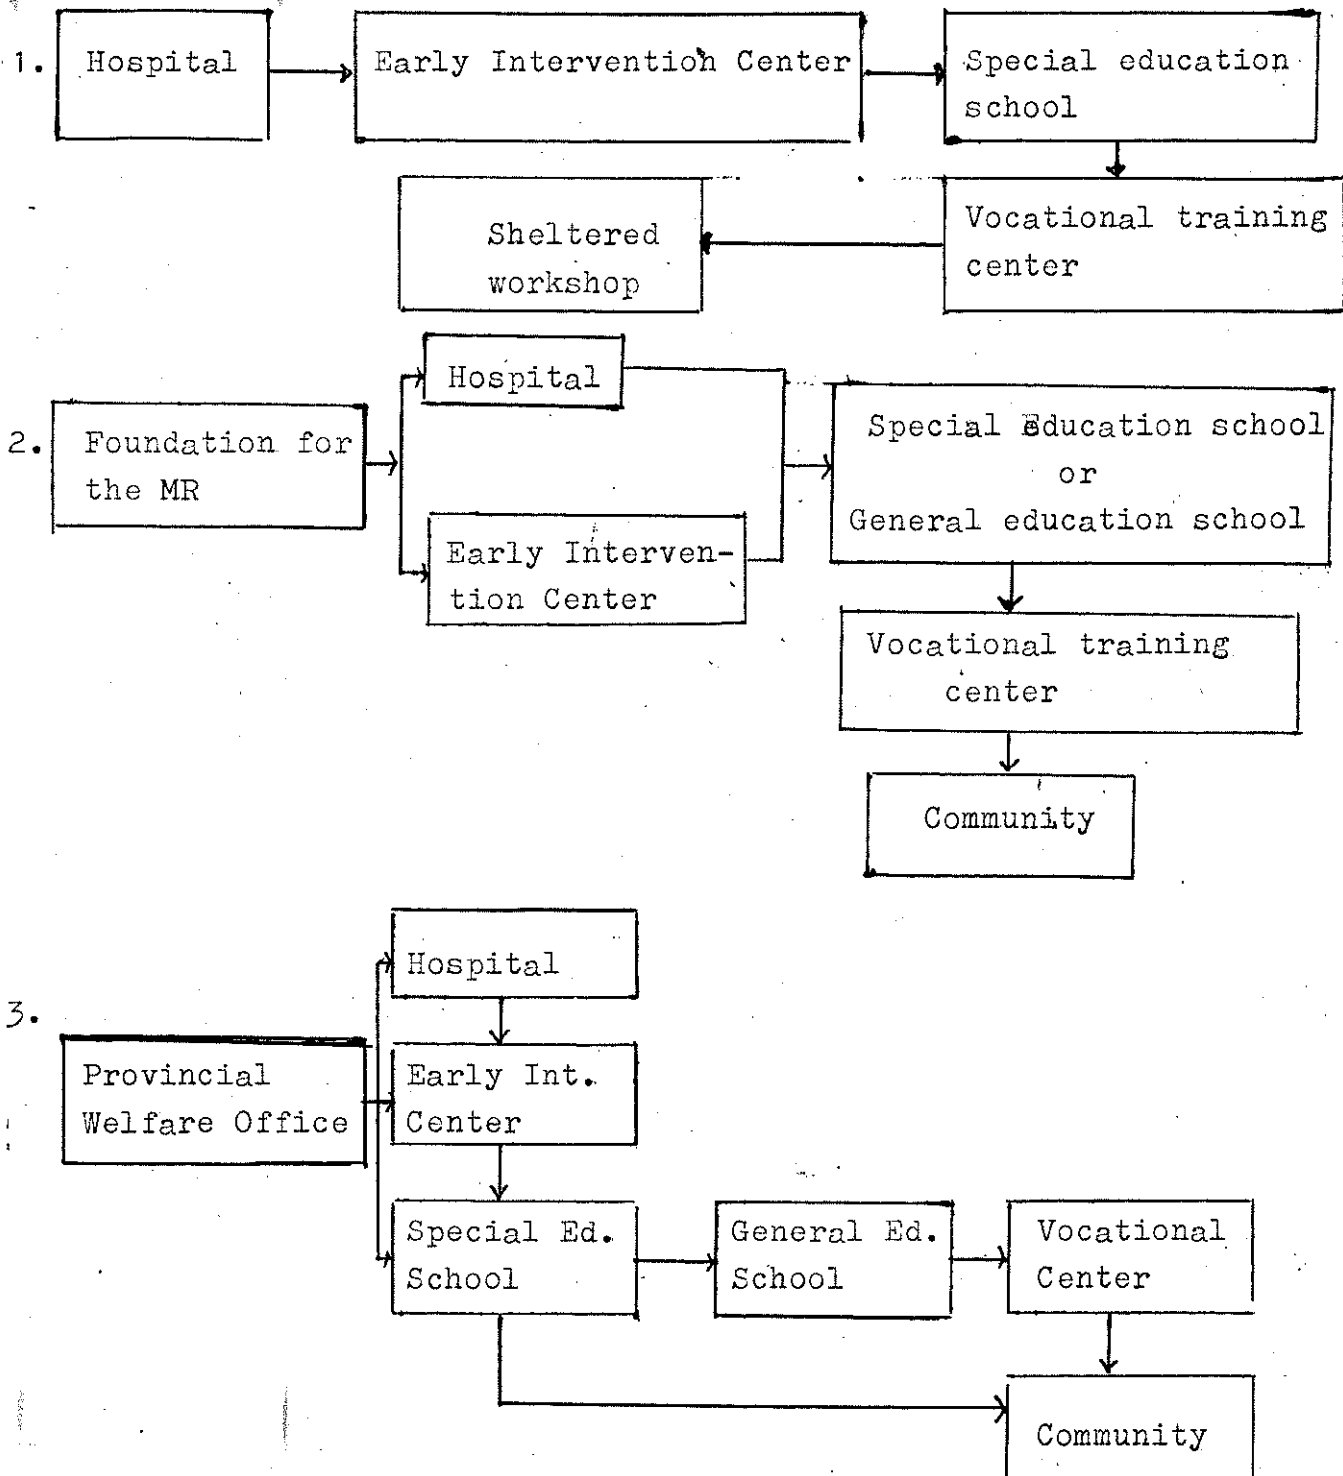 1.
Hospital
Early Intervention Center
Special education
school
Vocational training
center
Sheltered
workshop
2.
Foundation for
the MR
Hospital
Early Interven-
tion Center
Special education school
or
General education school
Vocational training
center
Community
3.
Provincial
Welfare Office
Hospital
Early Int.
Center
Special Ed.
School
General Ed.
School
Vocational
Center
Community